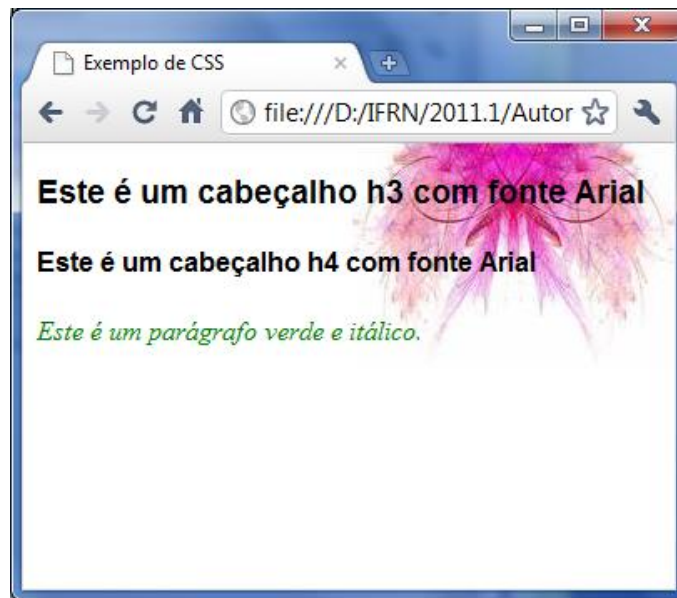 Exemplo de CSS
file:///D:/IFRN/2011.1/Autor
Este é um cabeçalho h3 com fonte Arial
Este é um cabeçalho h4 com fonte Arial
Este é um parágrafo verde e itálico.